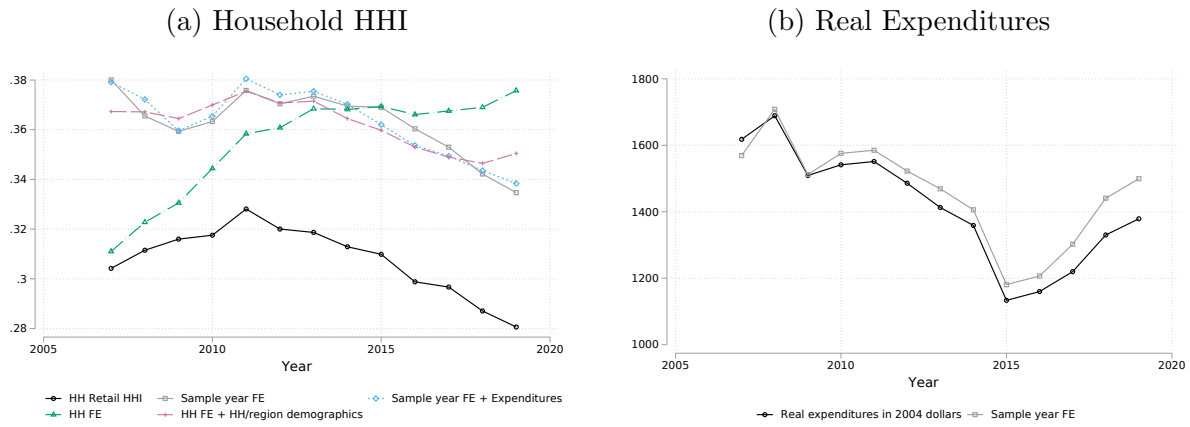 (a) Household HHI
.38
.36
.34
.32
.3
.28
2005 2010 2015 2020
Year
HH Retail HHI Sample year FE Sample year FE + Expenditures
HH FE HH FE + HH/region demographics
(b) Real Expenditures
1800
1600
1400
1200
1000
2005 2010 2015 2020
Year
Real expenditures in 2004 dollars Sample year FE